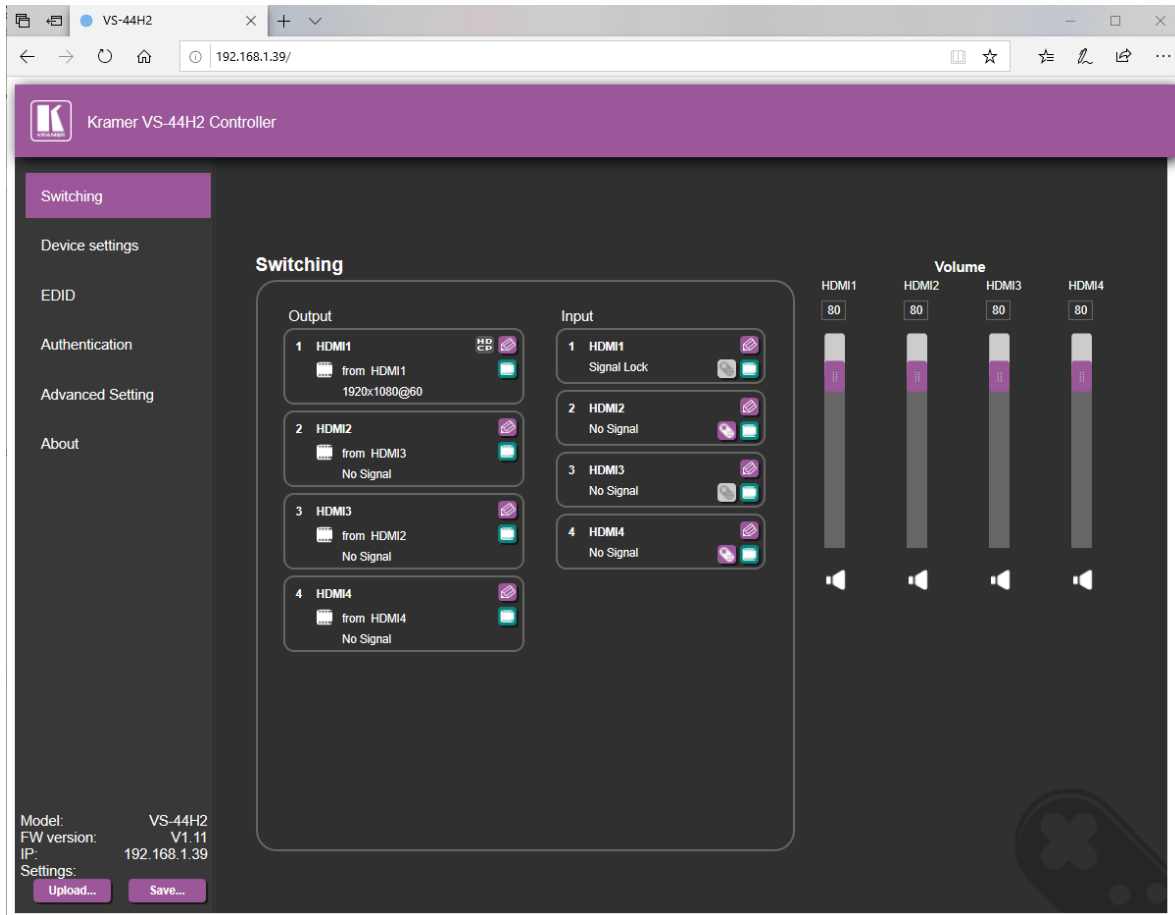 VS-44H2
192.168.1.39/
KRAMER
Kramer VS-44H2 Controller
Switching
Device settings
EDID
Authentication
Advanced Setting
About
Model: VS-44H2
FW version: V1.11
IP: 192.168.1.39
Settings:
Upload... Save...
Switching
Output
1 HDMI1 HDCP
from HDMI1
1920x1080@60
2 HDMI2
from HDMI3
No Signal
3 HDMI3
from HDMI2
No Signal
4 HDMI4
from HDMI4
No Signal
Input
1 HDMI1
Signal Lock
2 HDMI2
No Signal
3 HDMI3
No Signal
4 HDMI4
No Signal
Volume
HDMI1 HDMI2 HDMI3 HDMI4
80 80 80 80